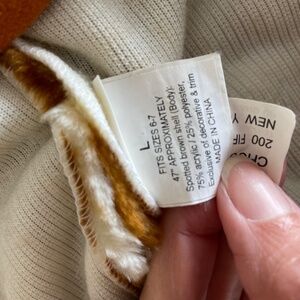 L
FITS SIZES 6-7
47" APPROXIMATELY
Spotted brown shell (Body):
75% acrylic / 25% polyester,
Exclusive of decorative & trim
MADE IN CHINA
200 FIF
NEW Y